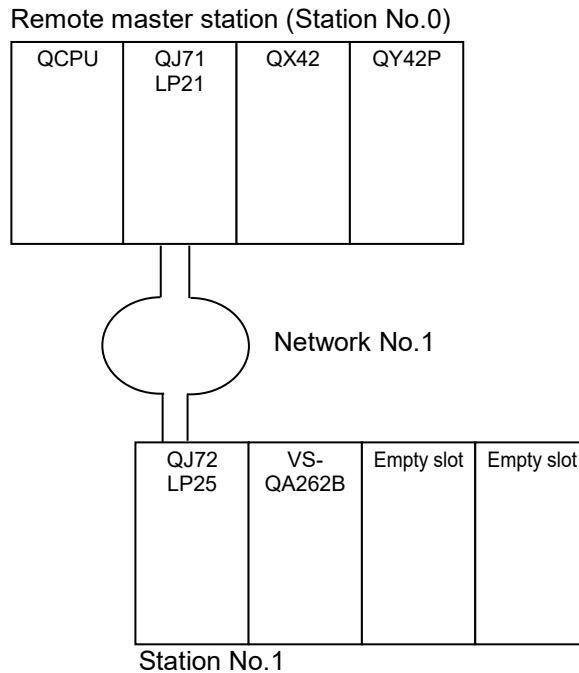 Remote master station (Station No.0)
QCPU
QJ71
LP21
QX42
QY42P
Network No.1
QJ72
LP25
VS-
QA262B
Empty slot
Empty slot
Station No.1